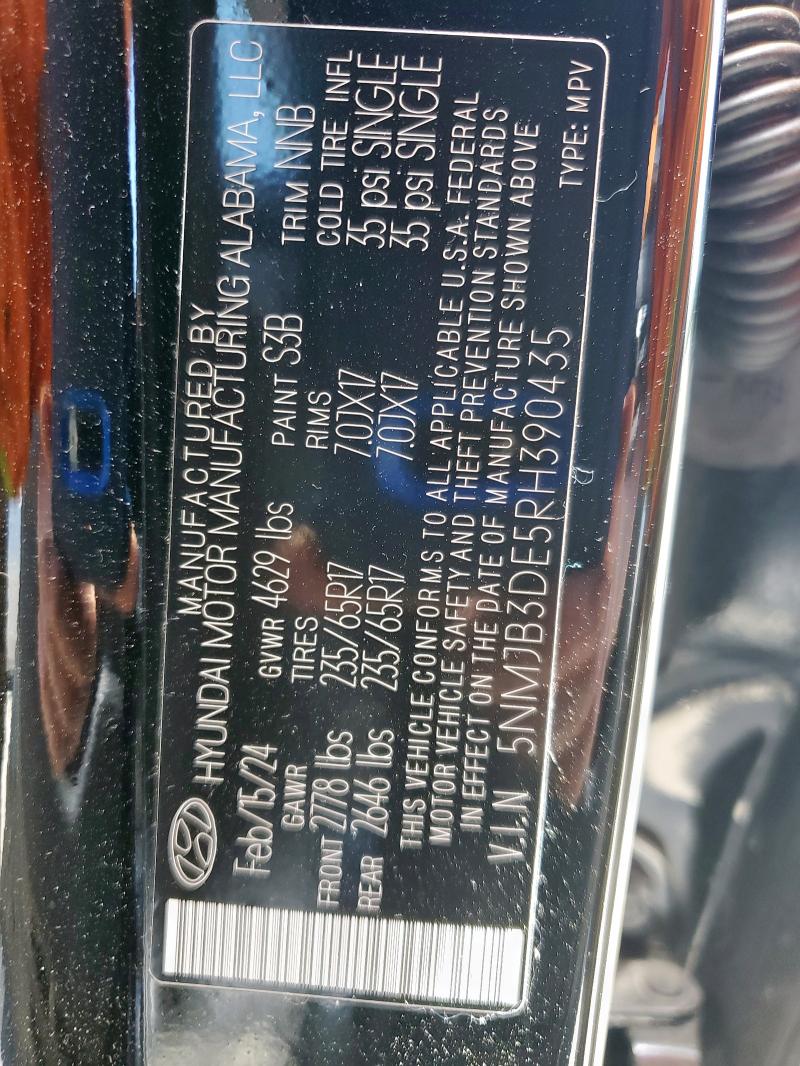 MANUFACTURED BY
HYUNDAI MOTOR MANUFACTURING ALABAMA, LLC
Feb/15/24 GVWR 4629 lbs PAINT S3B TRIM NNB
GAWR TIRES RIMS COLD TIRE INFL
FRONT 2778 lbs 235/65R17 7.0JX17 35 psi SINGLE
REAR 2646 lbs 235/65R17 7.0JX17 35 psi SINGLE
THIS VEHICLE CONFORMS TO ALL APPLICABLE U.S.A. FEDERAL
MOTOR VEHICLE SAFETY AND THEFT PREVENTION STANDARDS
IN EFFECT ON THE DATE OF MANUFACTURE SHOWN ABOVE
V.I.N 5NMJB3DE5RH390435 TYPE: MPV